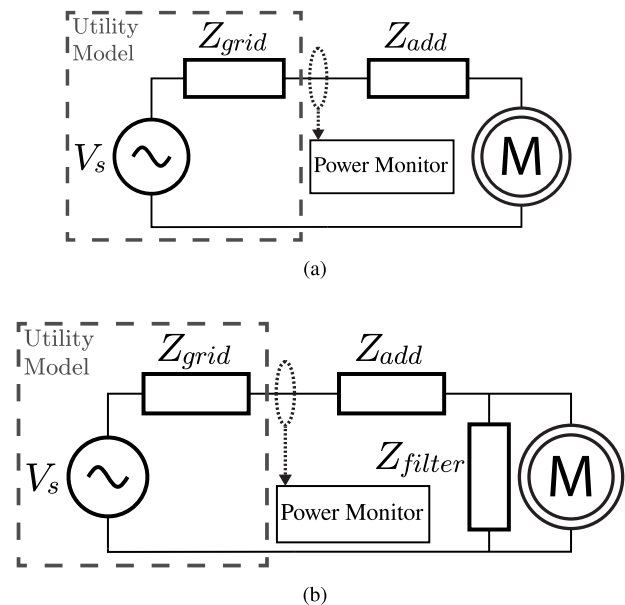 Utility
Model
Z_grid
Z_add
V_s
M
Power Monitor
(a)
Utility
Model
Z_grid
Z_add
Z_filter
V_s
M
Power Monitor
(b)